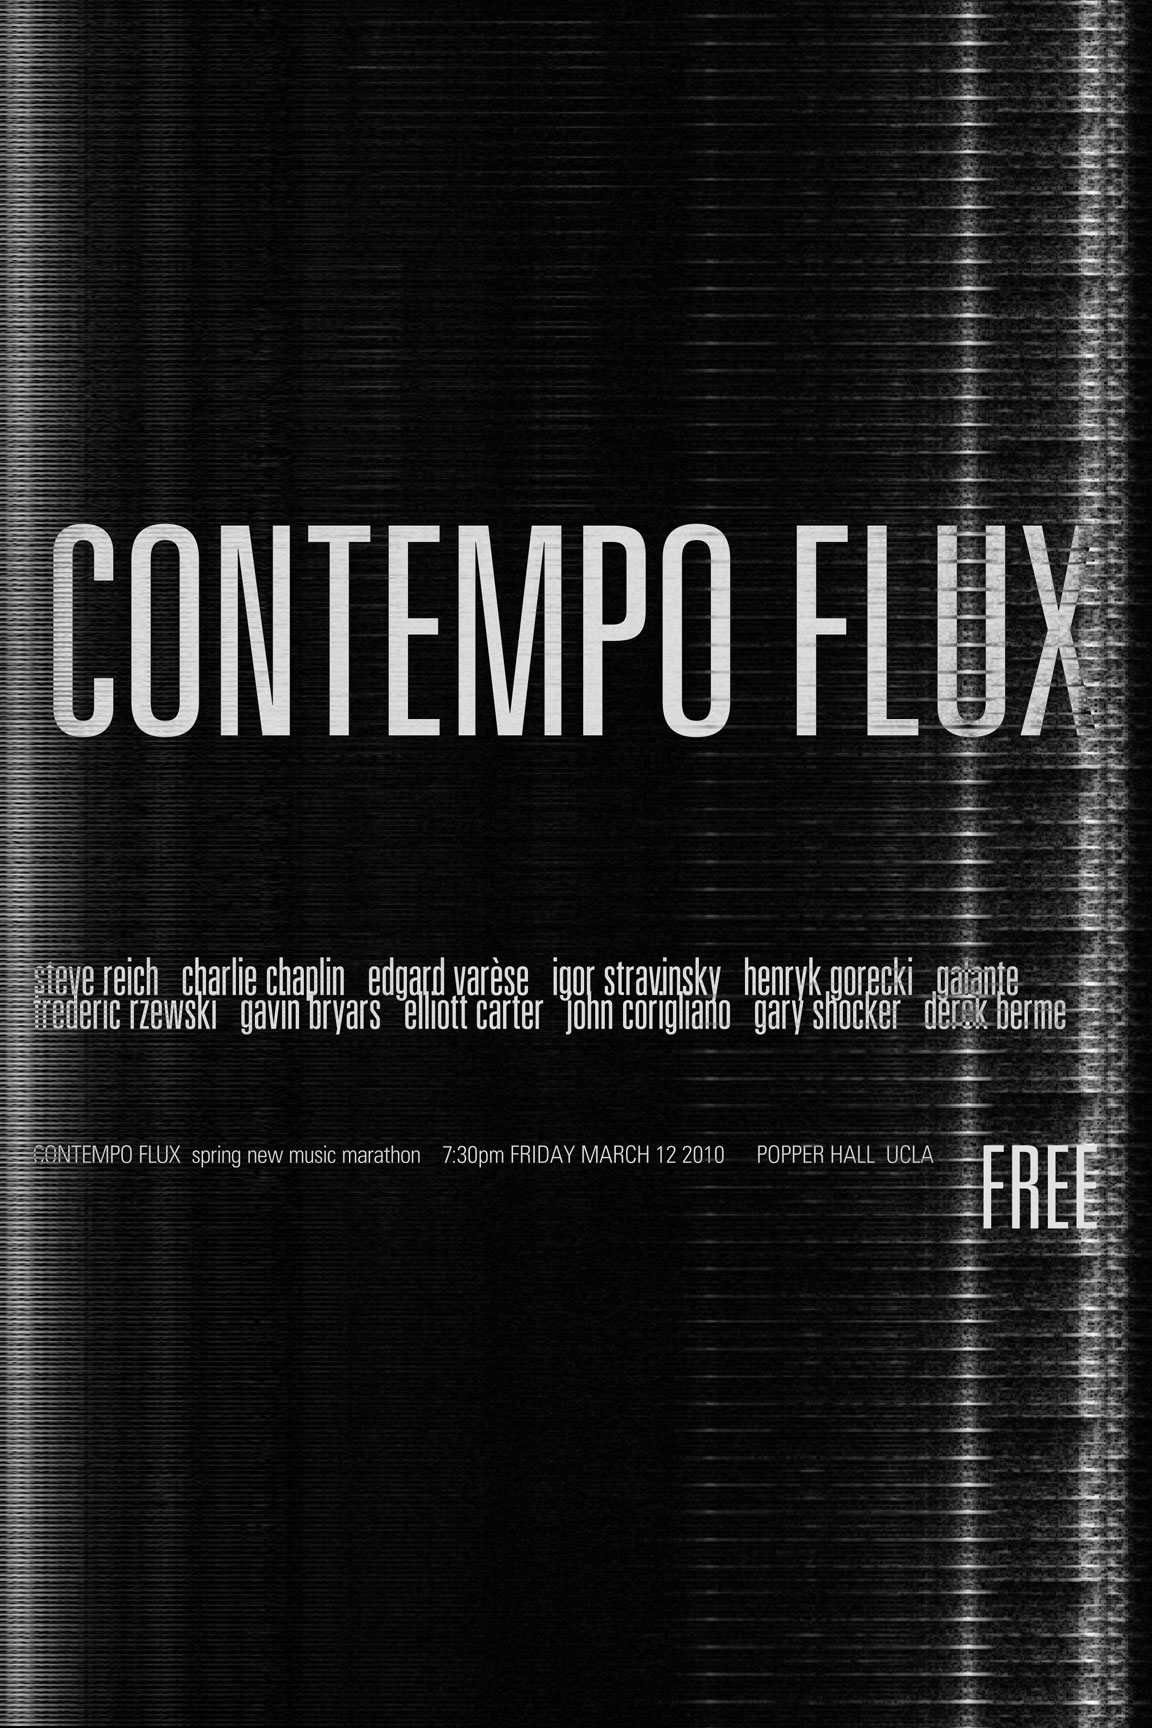 CONTEMPO FLUX
steve reich charlie chaplin edgard varèse igor stravinsky henryk gorecki galante
frederic rzewski gavin bryars elliott carter john corigliano gary shocker derek berme
CONTEMPO FLUX spring new music marathon 7:30pm FRIDAY MARCH 12 2010 POPPER HALL UCLA
FREE